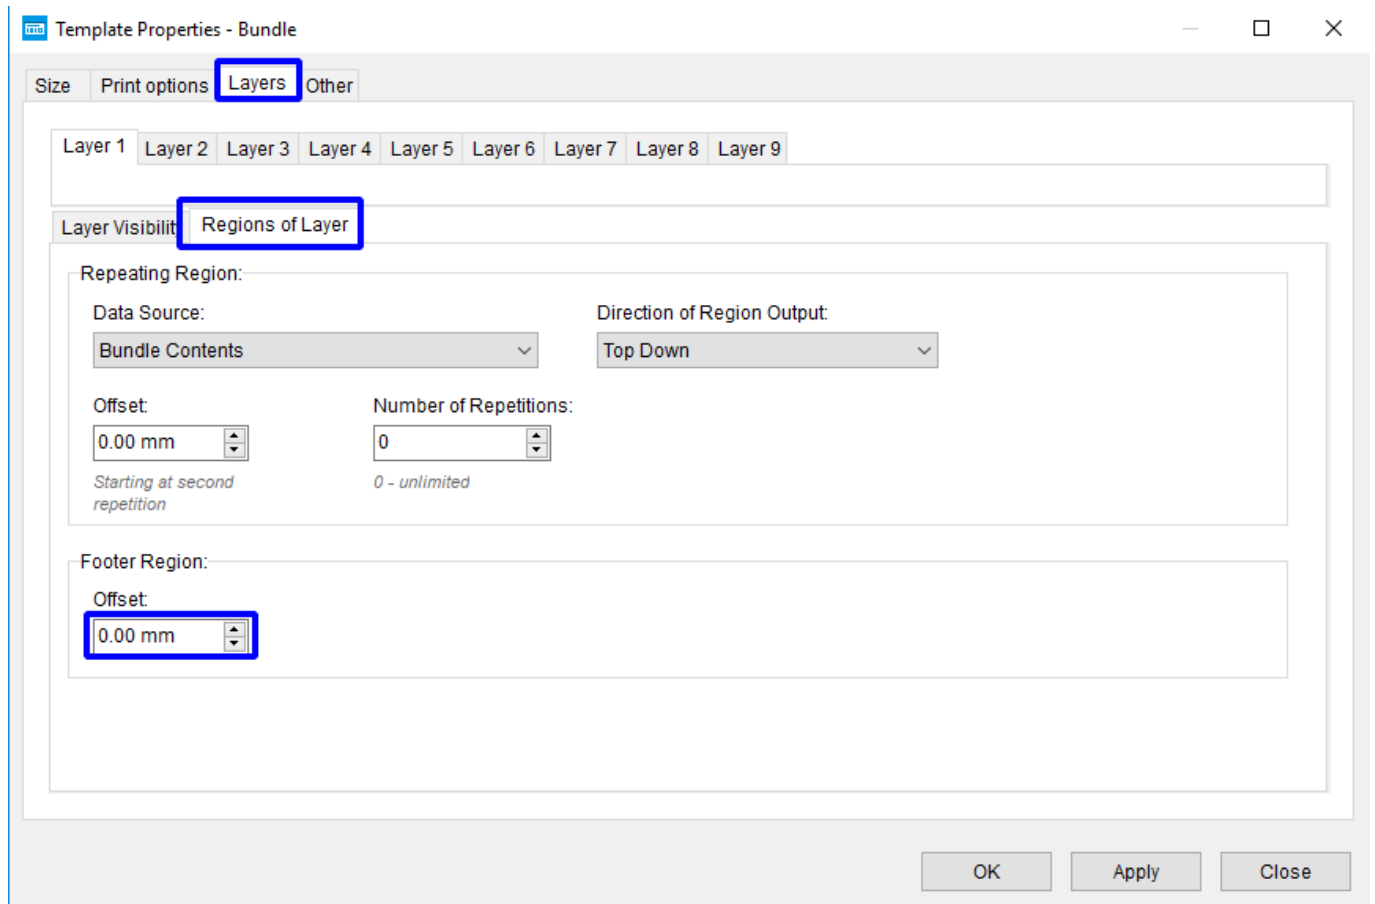 Template Properties - Bundle
Size Print options Layers Other
Layer 1 Layer 2 Layer 3 Layer 4 Layer 5 Layer 6 Layer 7 Layer 8 Layer 9
Layer Visibilit Regions of Layer
Repeating Region:
Data Source: Direction of Region Output:
Bundle Contents Top Down
Offset: Number of Repetitions:
0.00 mm 0
Starting at second 0 - unlimited
repetition
Footer Region:
Offset:
0.00 mm
OK Apply Close